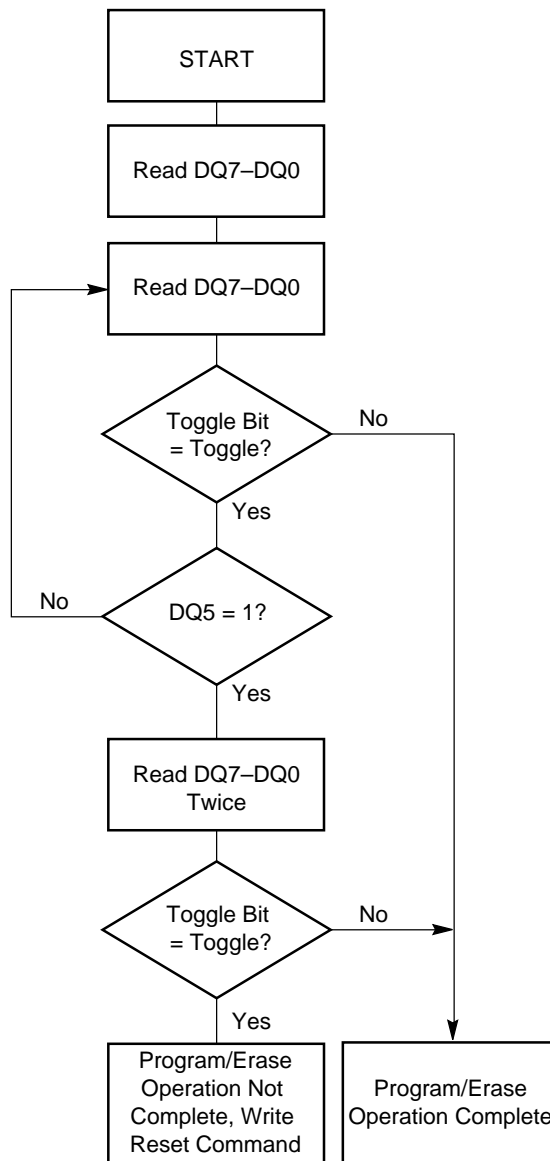 START
Read DQ7–DQ0
Read DQ7–DQ0
Toggle Bit
= Toggle?
No
Yes
No
DQ5 = 1?
Yes
Read DQ7–DQ0
Twice
Toggle Bit
= Toggle?
No
Yes
Program/Erase
Operation Not
Complete, Write
Reset Command
Program/Erase
Operation Complete